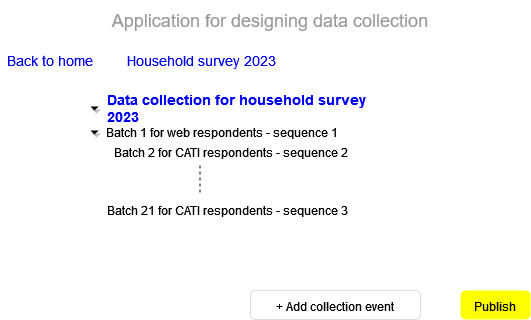 Application for designing data collection
Back to home
Household survey 2023
Data collection for household survey
2023
Batch 1 for web respondents - sequence 1
Batch 2 for CATI respondents - sequence 2
Batch 21 for CATI respondents - sequence 3
+ Add collection event
Publish